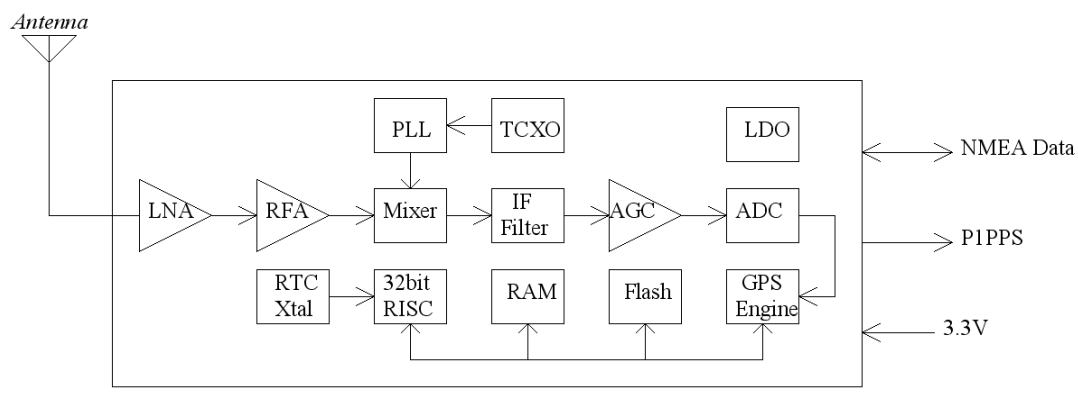 Antenna
PLL
TCXO
LDO
NMEA Data
LNA
RFA
Mixer
IF
Filter
AGC
ADC
P1PPS
RTC
Xtal
32bit
RISC
RAM
Flash
GPS
Engine
3.3V